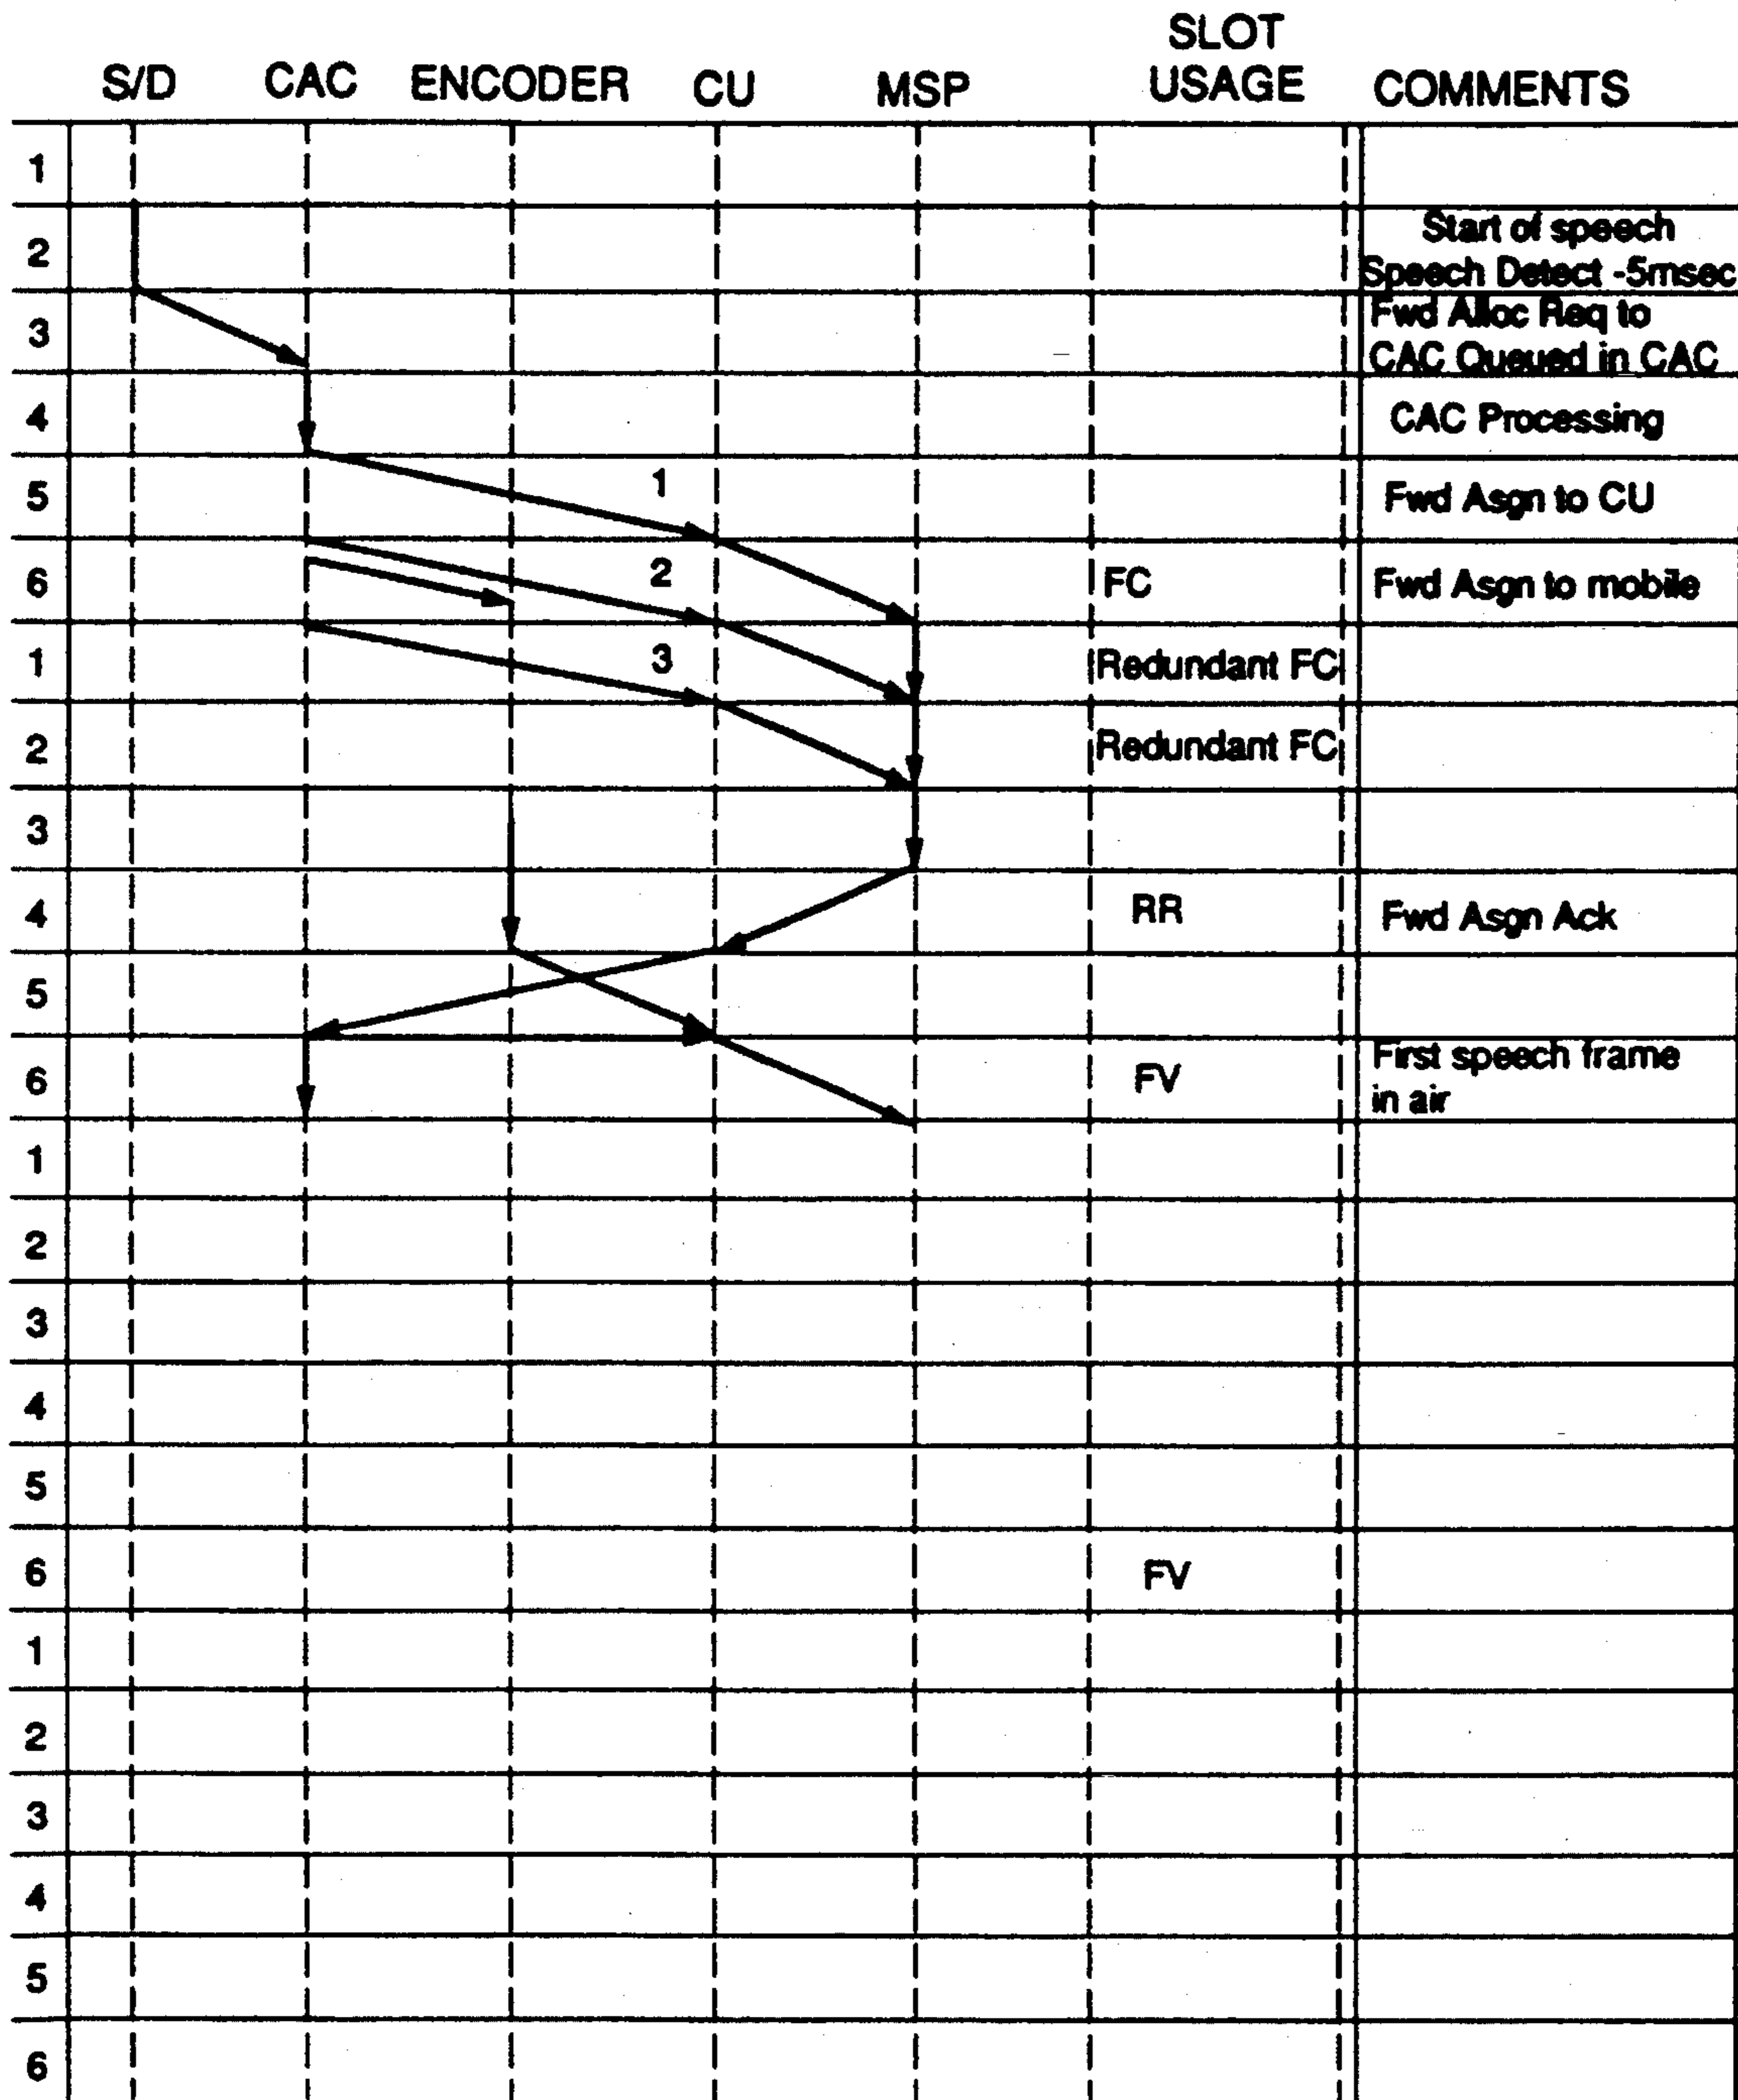 SLOT
S/D CAC ENCODER CU MSP USAGE COMMENTS
1
2 Start of speech
Speech Detect -5msec
3 Fwd Alloc Req to
CAC Queued in CAC
4 CAC Processing
5 1 Fwd Asgn to CU
6 2 FC Fwd Asgn to mobile
1 3 Redundant FC
2 Redundant FC
3
4 RR Fwd Asgn Ack
5
6 FV First speech frame
in air
1
2
3
4
5
6 FV
1
2
3
4
5
6